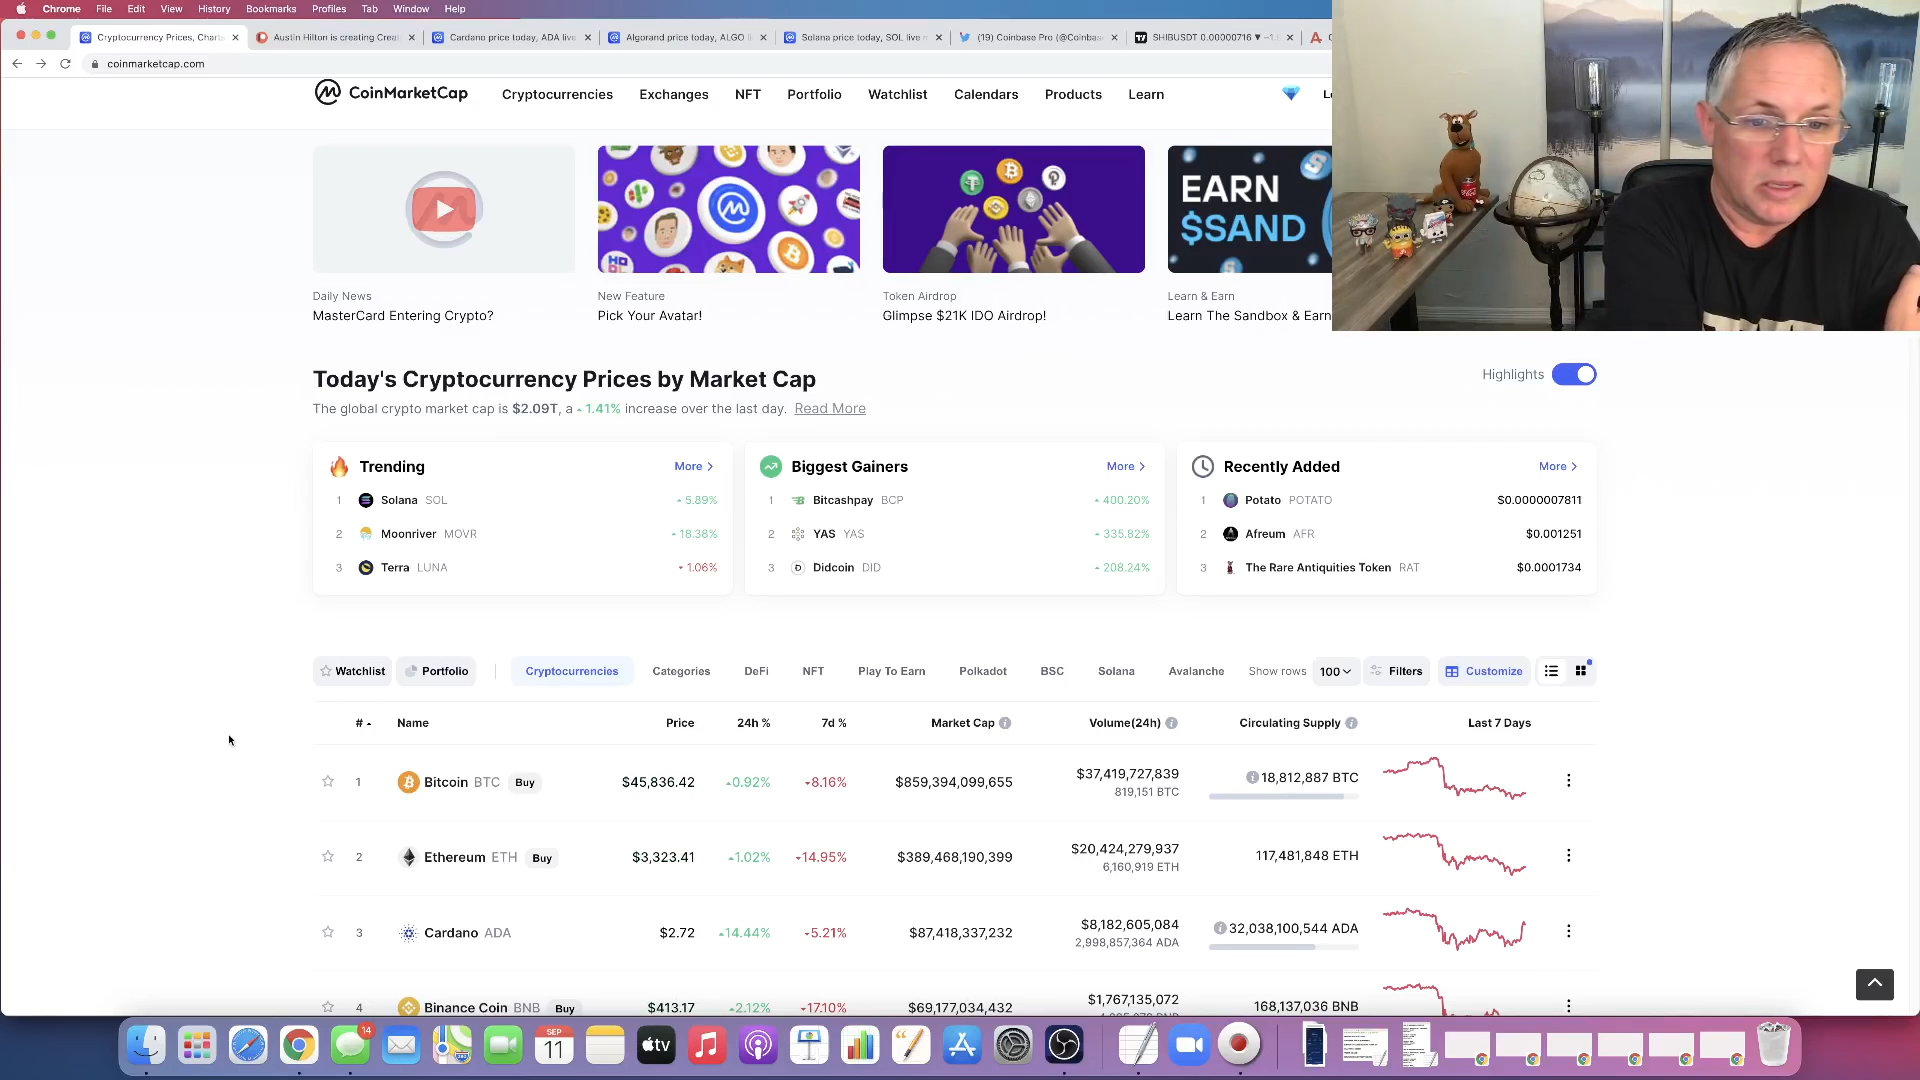 Chrome File Edit View History Bookmarks Profiles Tab Window Help
Cryptocurrency Prices, Chart
Austin Hilton is creating Crea
Cardano price today, ADA live
Algorand price today, ALGO li
Solana price today, SOL live
(19) Coinbase Pro (@Coinbas
SHIBUSDT 0.00000716 ▼
coinmarketcap.com
CoinMarketCap
Cryptocurrencies Exchanges NFT Portfolio Watchlist Calendars Products Learn
EARN
$SAND
Daily News
MasterCard Entering Crypto?
New Feature
Pick Your Avatar!
Token Airdrop
Glimpse $21K IDO Airdrop!
Learn & Earn
Learn The Sandbox & Earn
Today's Cryptocurrency Prices by Market Cap
Highlights
The global crypto market cap is $2.09T, a 1.41% increase over the last day. Read More
Trending More
1 Solana SOL 5.89%
2 Moonriver MOVR 18.38%
3 Terra LUNA 1.06%
Biggest Gainers More
1 Bitcashpay BCP 400.20%
2 YAS YAS 335.82%
3 Didcoin DID 208.24%
Recently Added More
1 Potato POTATO $0.0000007811
2 Afreum AFR $0.001251
3 The Rare Antiquities Token RAT $0.0001734
Watchlist Portfolio Cryptocurrencies Categories DeFi NFT Play To Earn Polkadot BSC Solana Avalanche Show rows 100 Filters Customize
# Name Price 24h % 7d % Market Cap Volume(24h) Circulating Supply Last 7 Days
1 Bitcoin BTC Buy $45,836.42 0.92% 8.16% $859,394,099,655 $37,419,727,839 18,812,887 BTC
819,151 BTC
2 Ethereum ETH Buy $3,323.41 1.02% 14.95% $389,468,190,399 $20,424,279,937 117,481,848 ETH
6,160,919 ETH
3 Cardano ADA $2.72 14.44% 5.21% $87,418,337,232 $8,182,605,084 32,038,100,544 ADA
2,998,857,364 ADA
4 Binance Coin BNB Buy $413.17 2.12% 17.10% $69,177,034,432 $1,767,135,072 168,137,036 BNB
14
SEP
11
tv